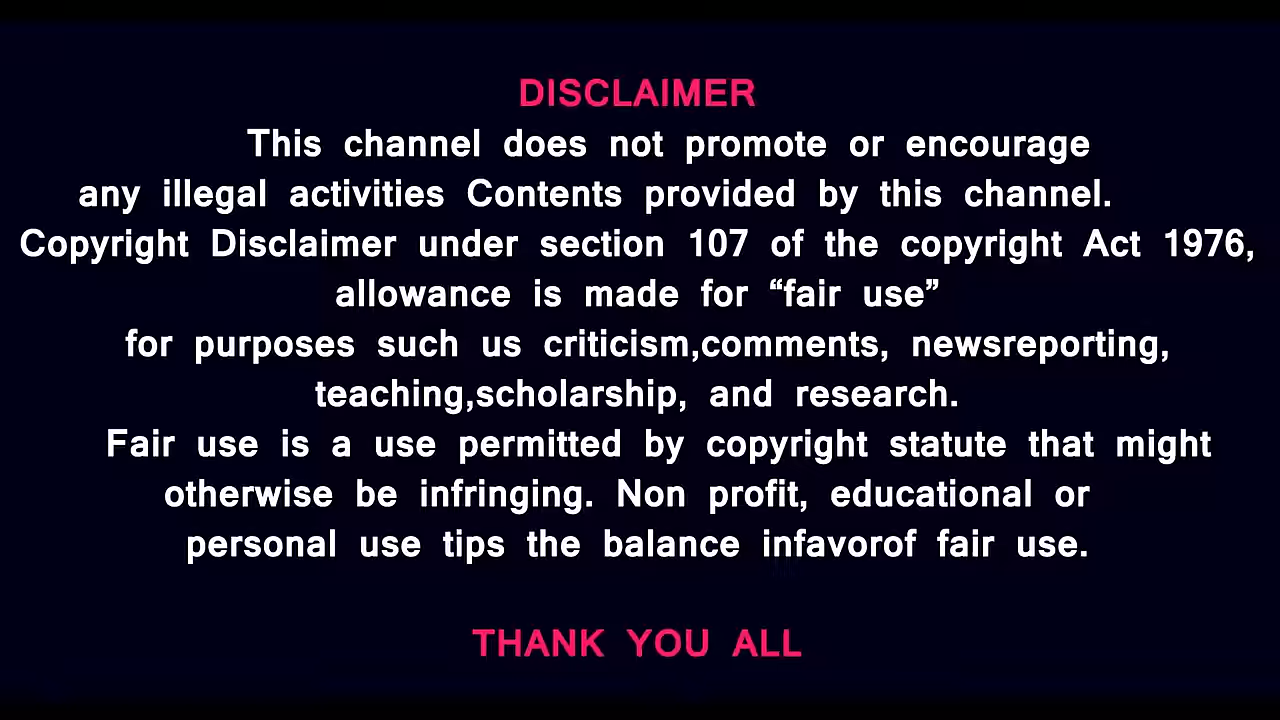 DISCLAIMER
This channel does not promote or encourage
any illegal activities Contents provided by this channel.
Copyright Disclaimer under section 107 of the copyright Act 1976,
allowance is made for “fair use”
for purposes such us criticism,comments, newsreporting,
teaching,scholarship, and research.
Fair use is a use permitted by copyright statute that might
otherwise be infringing. Non profit, educational or
personal use tips the balance infavorof fair use.
THANK YOU ALL